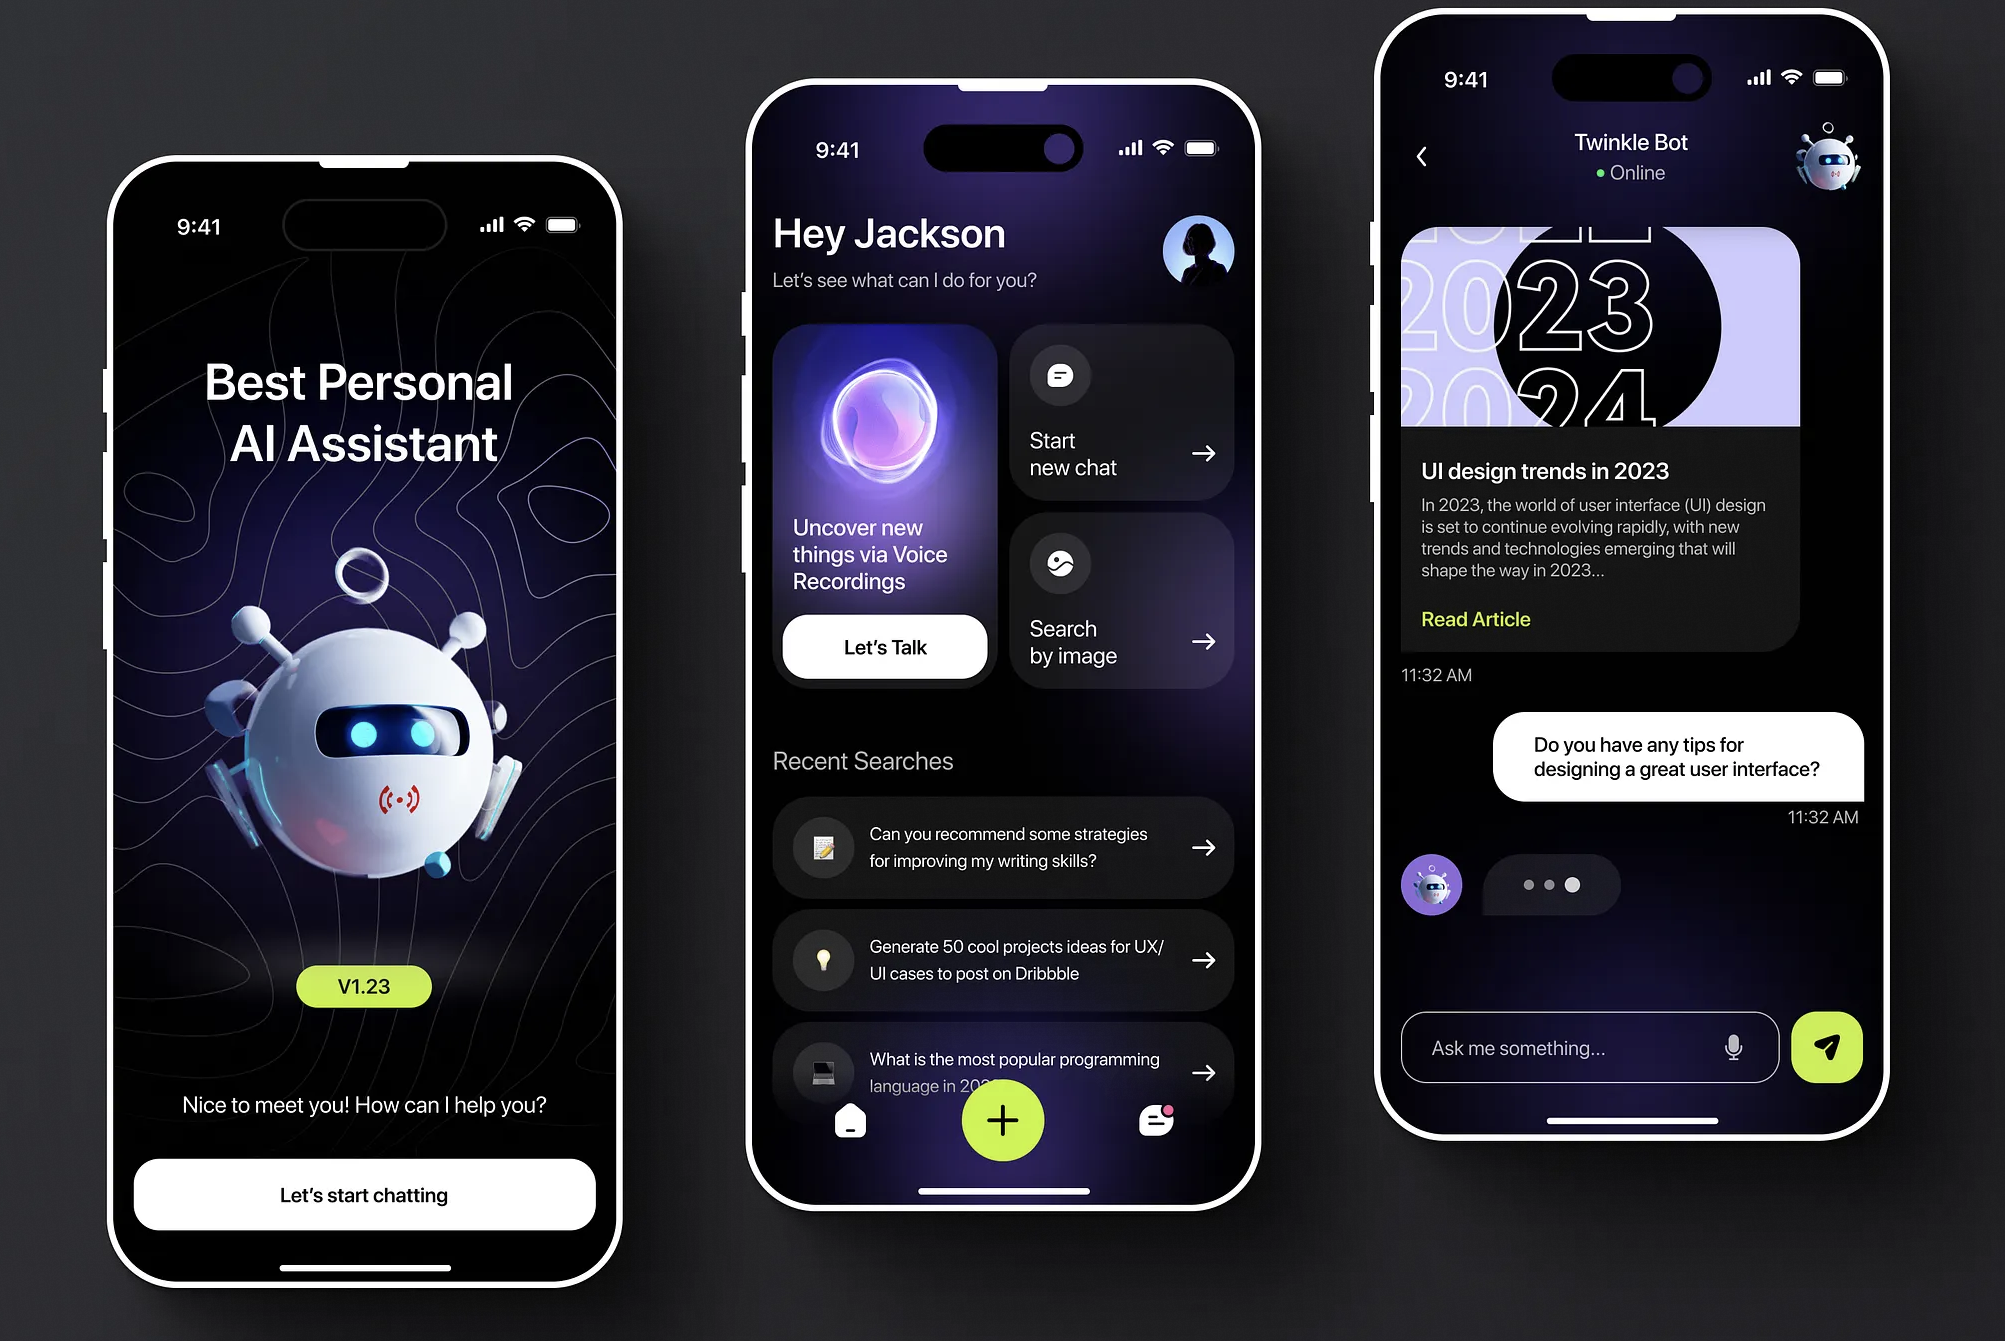 9:41
Best Personal
AI Assistant
V1.23
Nice to meet you! How can I help you?
Let's start chatting
9:41
Hey Jackson
Let's see what can I do for you?
Uncover new
things via Voice
Recordings
Let's Talk
Start
new chat
Search
by image
Recent Searches
Can you recommend some strategies
for improving my writing skills?
Generate 50 cool projects ideas for UX/
UI cases to post on Dribbble
What is the most popular programming
language in
9:41
Twinkle Bot
Online
2023
2024
UI design trends in 2023
In 2023, the world of user interface (UI) design
is set to continue evolving rapidly, with new
trends and technologies emerging that will
shape the way in 2023...
Read Article
11:32 AM
Do you have any tips for
designing a great user interface?
11:32 AM
Ask me something...